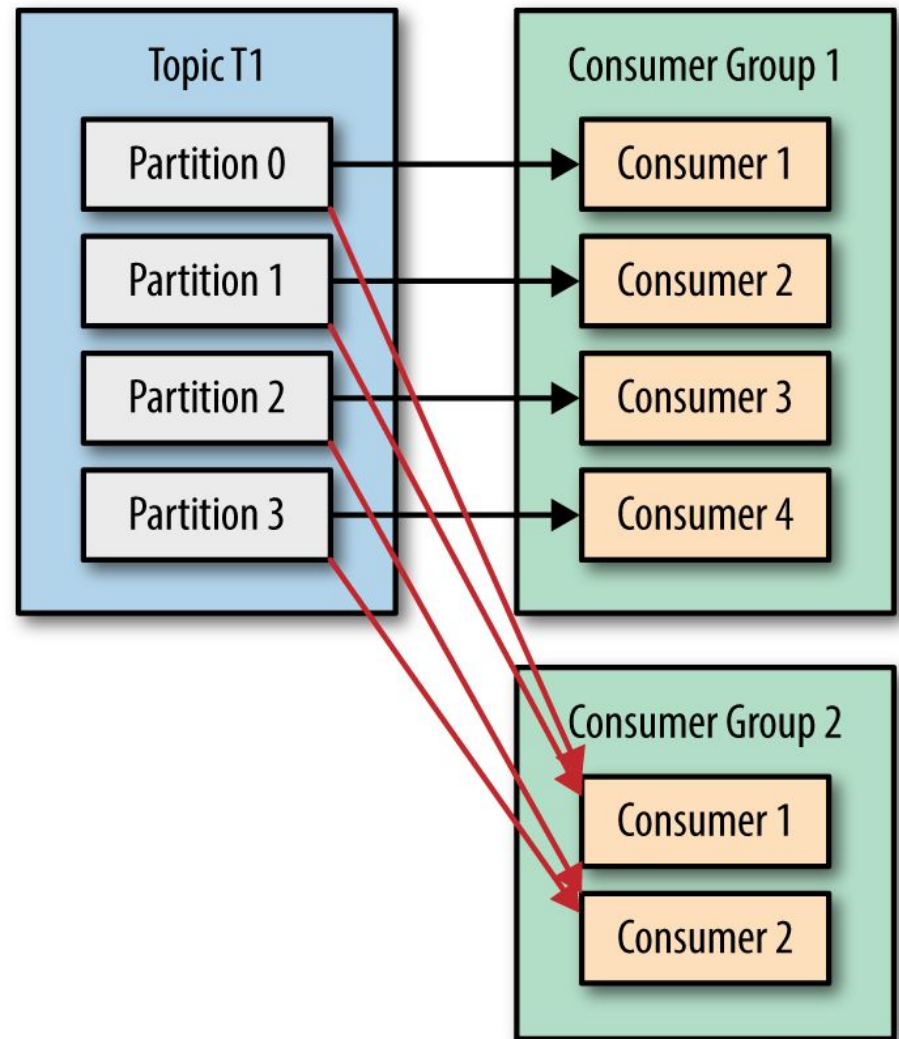 Topic T1
Partition 0
Partition 1
Partition 2
Partition 3
Consumer Group 1
Consumer 1
Consumer 2
Consumer 3
Consumer 4
Consumer Group 2
Consumer 1
Consumer 2